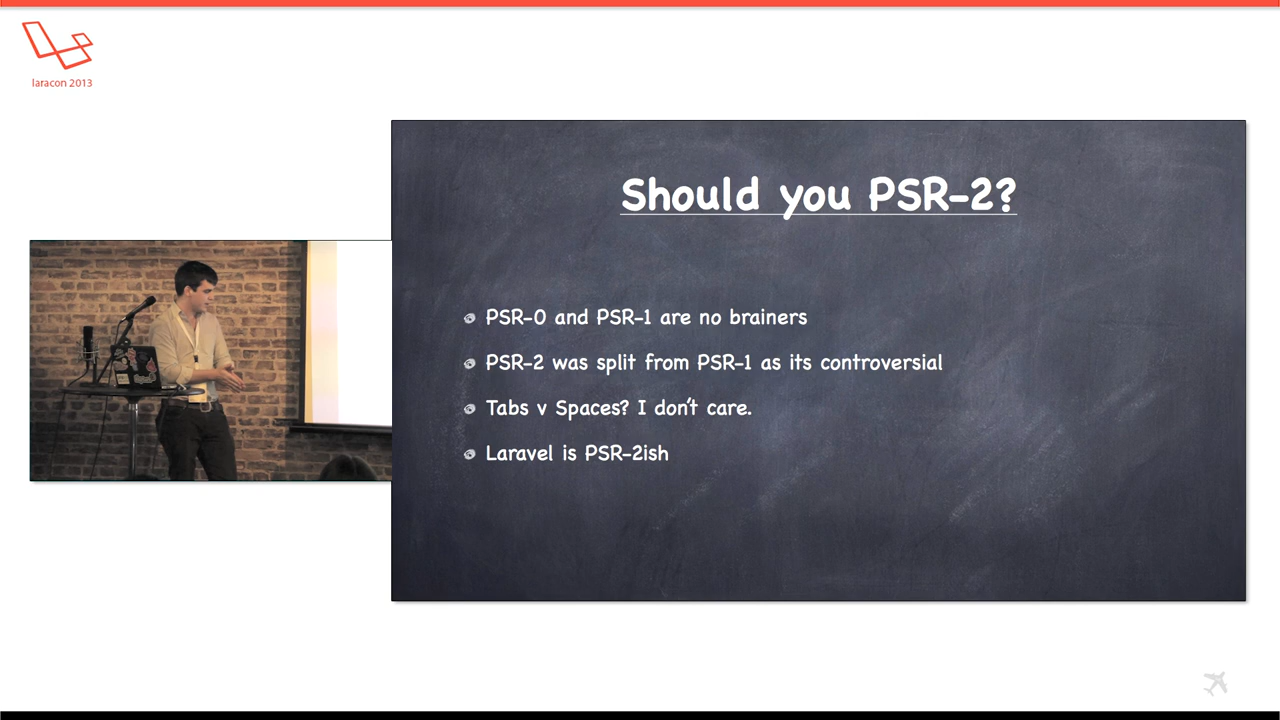 laracon 2013
Should you PSR-2?
PSR-0 and PSR-1 are no brainers
PSR-2 was split from PSR-1 as its controversial
Tabs v Spaces? I don't care.
Laravel is PSR-2ish